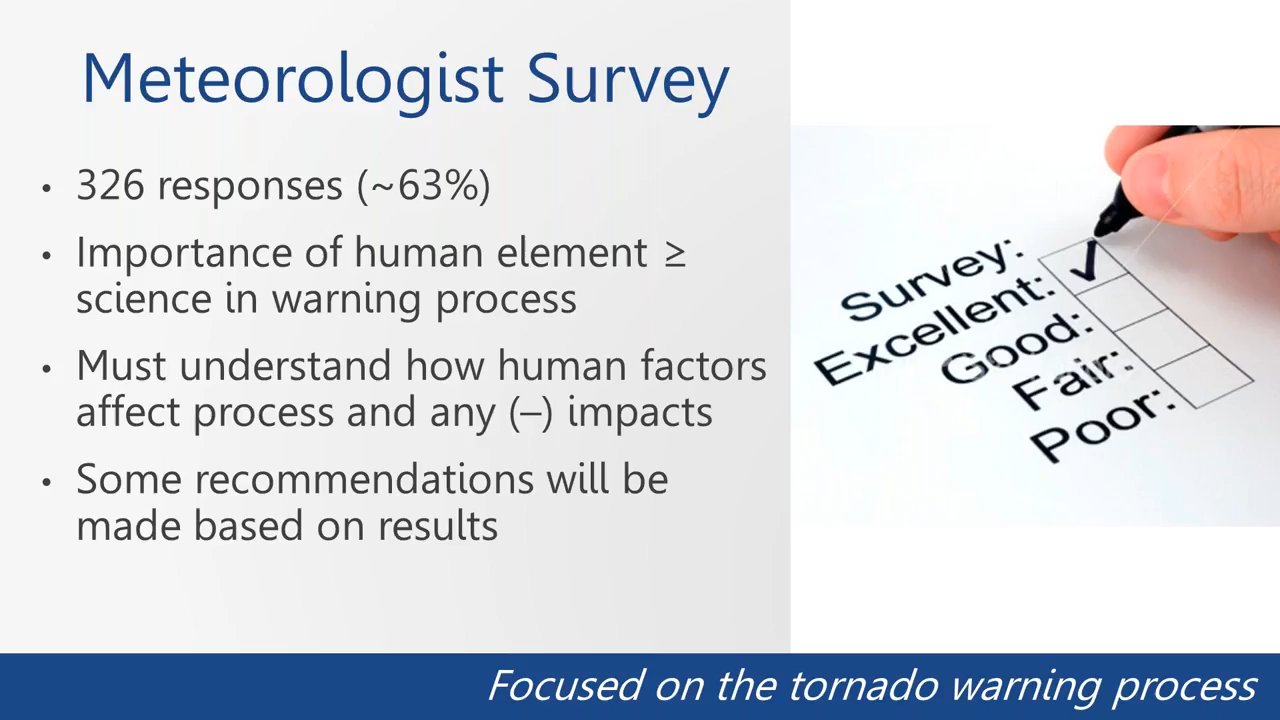 Meteorologist Survey
• 326 responses (~63%)
• Importance of human element ≥
science in warning process
• Must understand how human factors
affect process and any (–) impacts
• Some recommendations will be
made based on results
Survey:
Excellent:
Good:
Fair:
Poor:
Focused on the tornado warning process